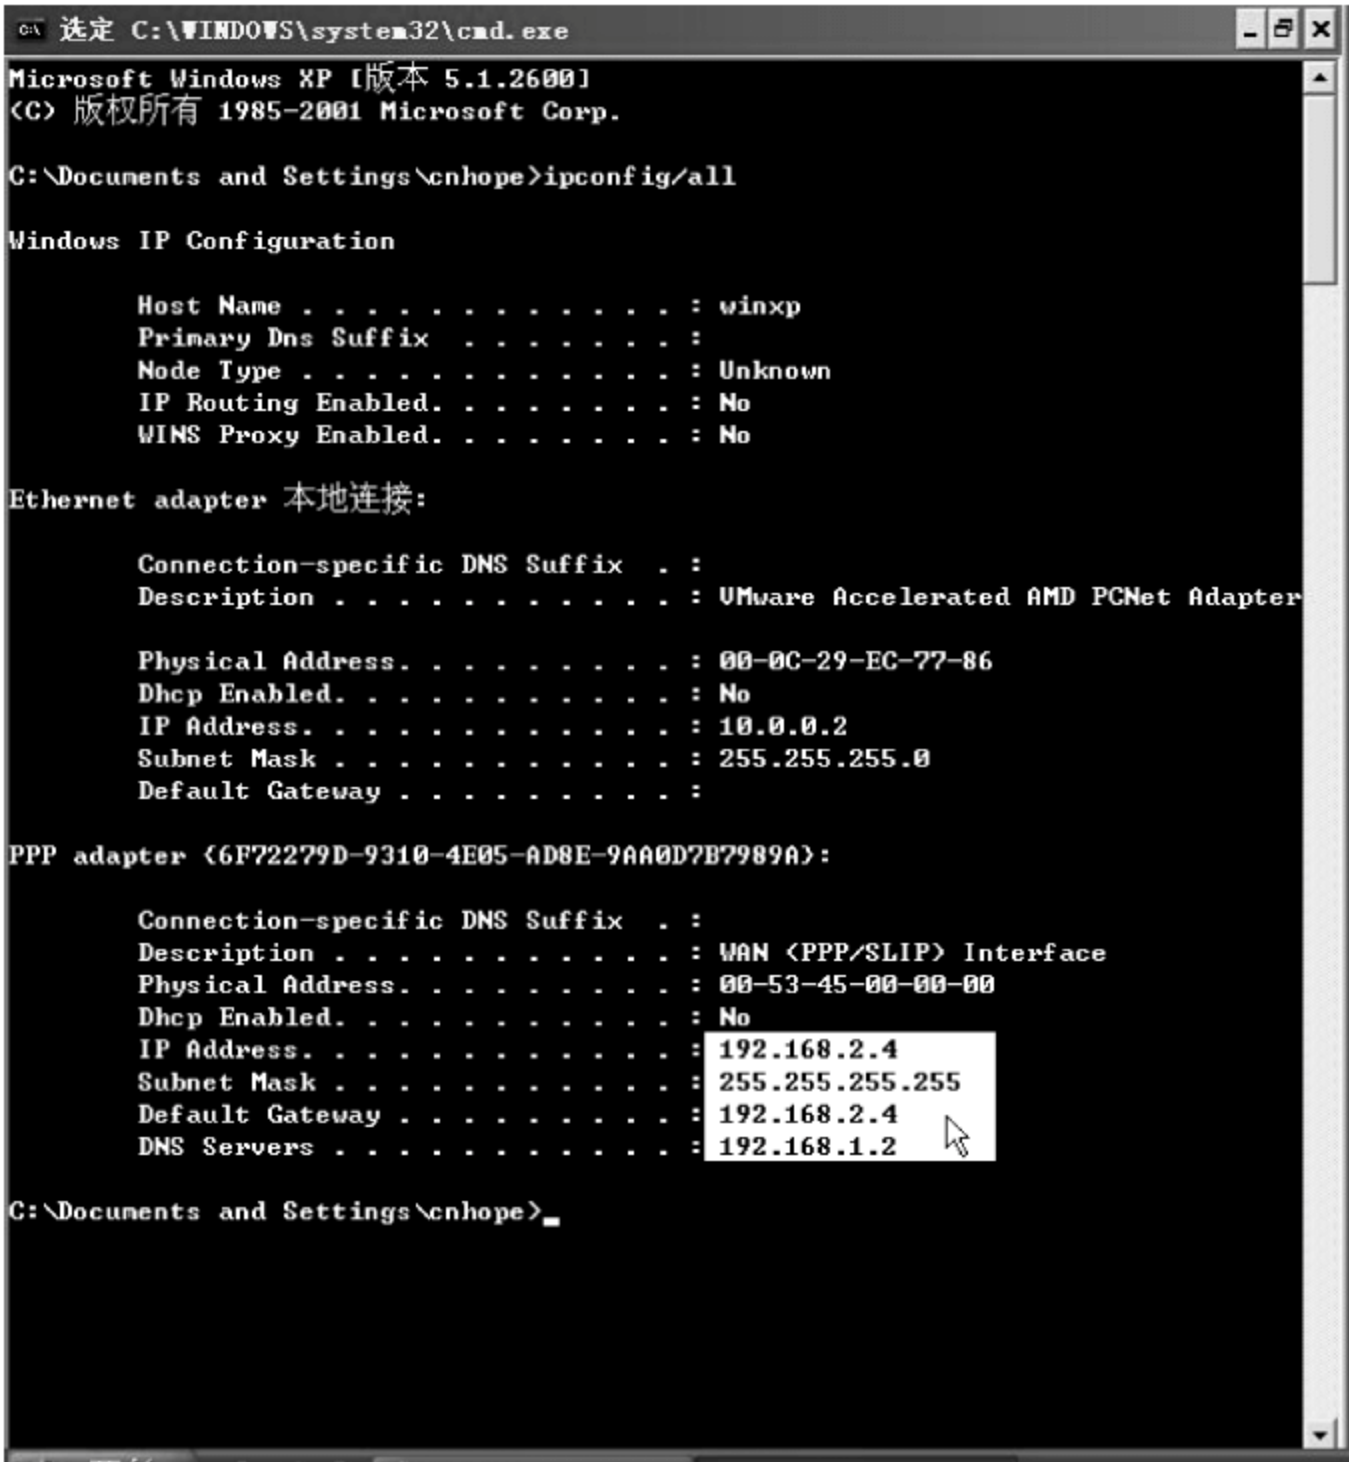 选定 C:\WINDOWS\system32\cmd.exe
Microsoft Windows XP [版本 5.1.2600]
(C) 版权所有 1985-2001 Microsoft Corp.
C:\Documents and Settings\cnhope>ipconfig/all
Windows IP Configuration
Host Name . . . . . . . . . . . . : winxp
Primary Dns Suffix  . . . . . . . :
Node Type . . . . . . . . . . . . : Unknown
IP Routing Enabled. . . . . . . . : No
WINS Proxy Enabled. . . . . . . . : No
Ethernet adapter 本地连接:
Connection-specific DNS Suffix  . :
Description . . . . . . . . . . . : VMware Accelerated AMD PCNet Adapter
Physical Address. . . . . . . . . : 00-0C-29-EC-77-86
Dhcp Enabled. . . . . . . . . . . : No
IP Address. . . . . . . . . . . . : 10.0.0.2
Subnet Mask . . . . . . . . . . . : 255.255.255.0
Default Gateway . . . . . . . . . :
PPP adapter {6F72279D-9310-4E05-AD8E-9AA0D7B7989A}:
Connection-specific DNS Suffix  . :
Description . . . . . . . . . . . : WAN (PPP/SLIP) Interface
Physical Address. . . . . . . . . : 00-53-45-00-00-00
Dhcp Enabled. . . . . . . . . . . : No
IP Address. . . . . . . . . . . . : 192.168.2.4
Subnet Mask . . . . . . . . . . . : 255.255.255.255
Default Gateway . . . . . . . . . : 192.168.2.4
DNS Servers . . . . . . . . . . . : 192.168.1.2
C:\Documents and Settings\cnhope>